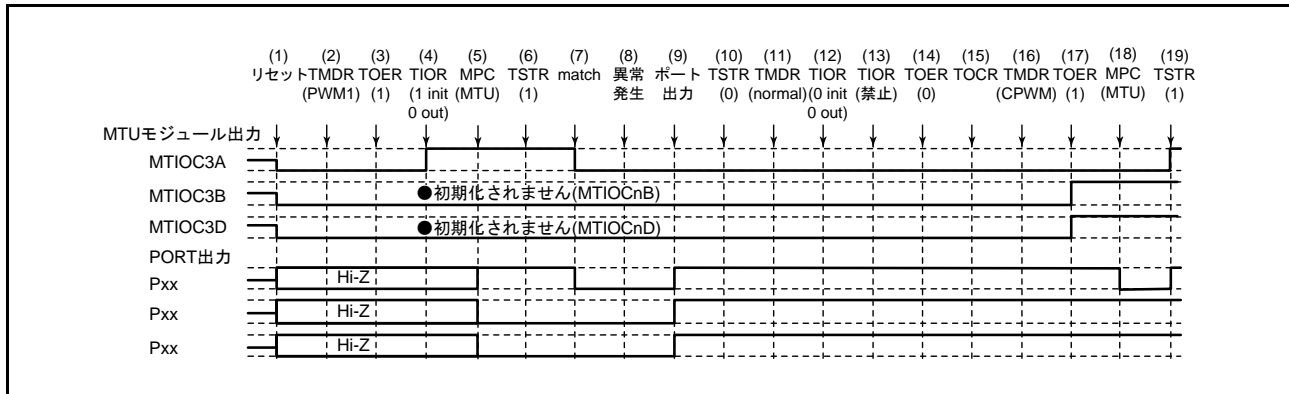 (1) (2) (3) (4) (5) (6) (7) (8) (9) (10) (11) (12) (13) (14) (15) (16) (17) (18) (19)
リセット TMDR TOER TIOR MPC TSTR match 異常 ポート TSTR TMDR TIOR TIOR TOER TOCR TMDR TOER MPC TSTR
(PWM1) (1) (1 init (MTU) (1) 発生 出力 (0) (normal) (0 init (禁止) (0) (CPWM) (1) (MTU) (1)
0 out) 0 out)
MTUモジュール出力
MTIOC3A
MTIOC3B ●初期化されません(MTIOCnB)
MTIOC3D ●初期化されません(MTIOCnD)
PORT出力
Pxx Hi-Z
Pxx Hi-Z
Pxx Hi-Z